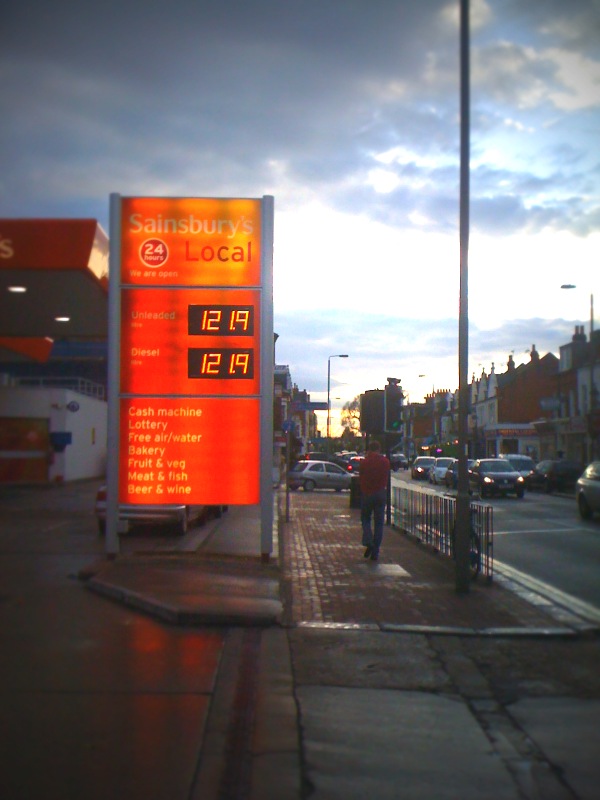 Sainsbury's
24
hours
Local
We are open
Unleaded
121.9
Diesel
121.9
Cash machine
Lottery
Free air/water
Bakery
Fruit & veg
Meat & fish
Beer & wine
's